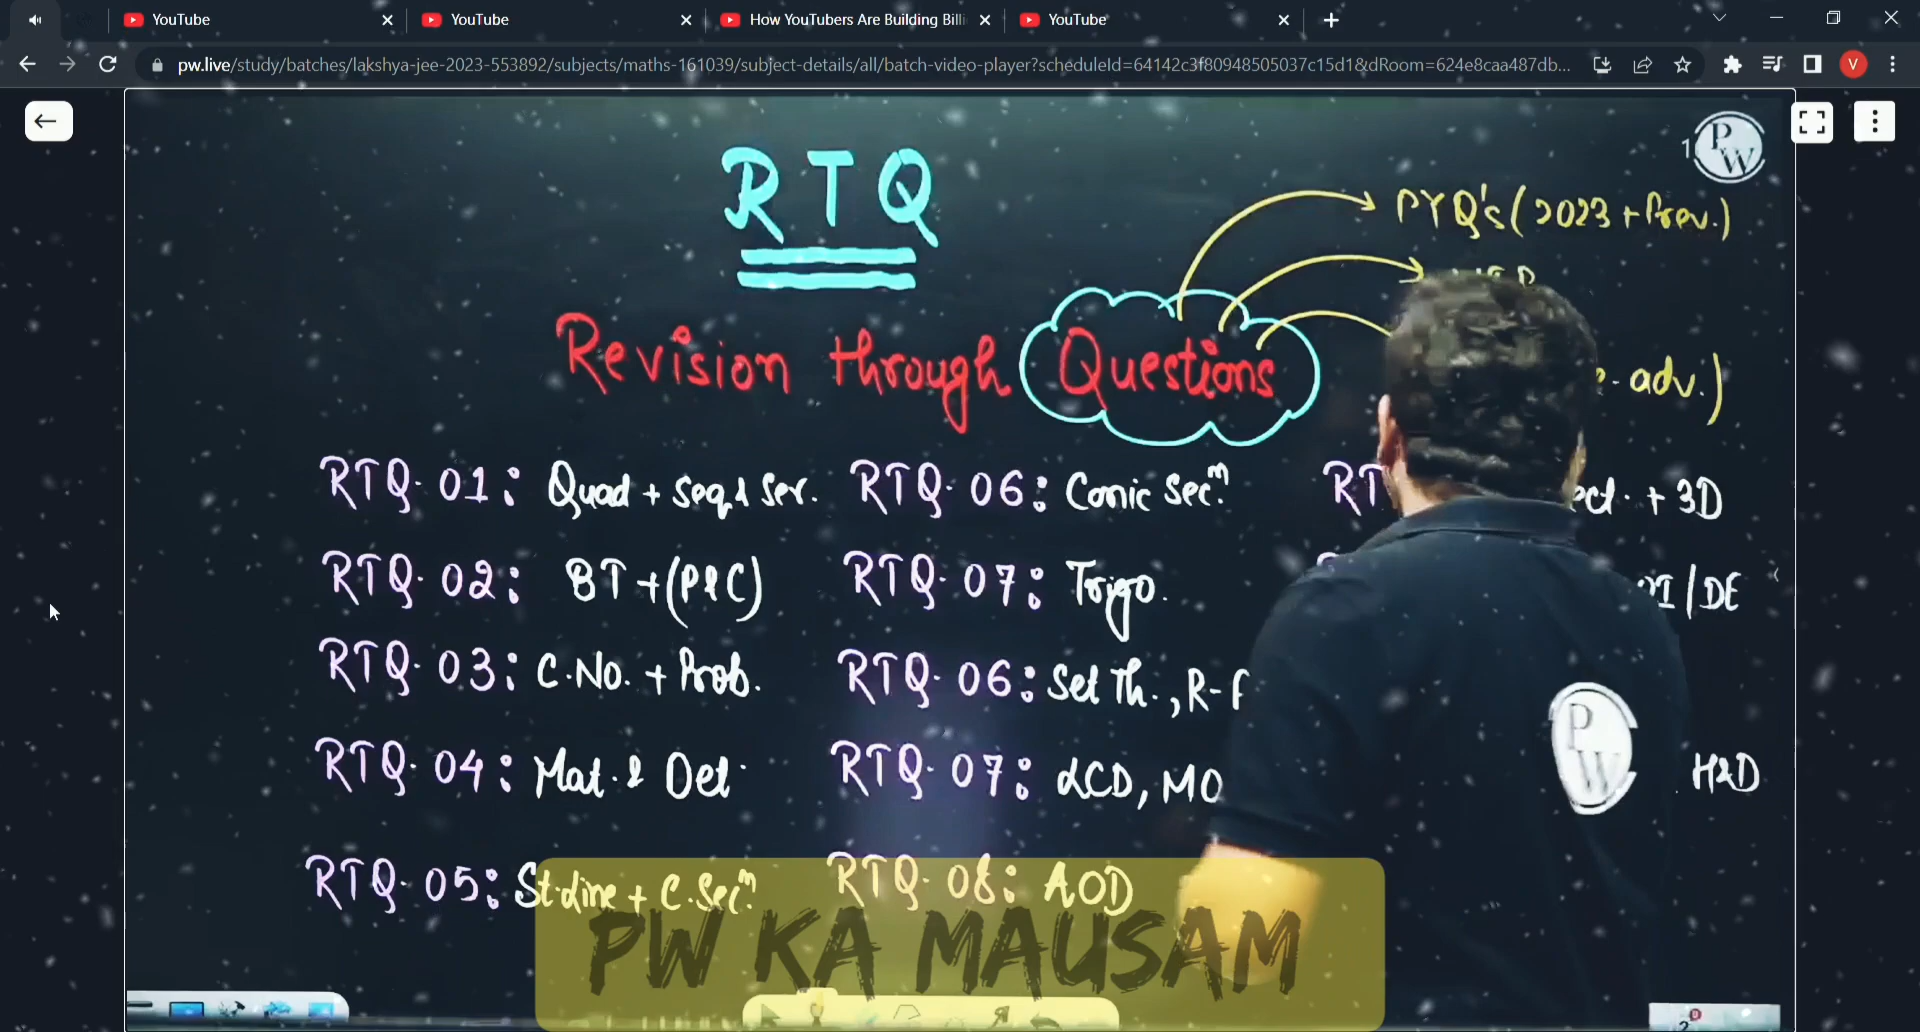 YouTube
YouTube
How YouTubers Are Building Billi
YouTube
pw.live/study/batches/lakshya-jee-2023-553892/subjects/maths-161039/subject-details/all/batch-video-player?scheduleId=64142c3f80948505037c15d1&dRoom=624e8caa487db...
V
PW
RTQ
PYQ's (2023 + Prev.)
Revision through Questions
adv.)
RTQ-01: Quad + Seq & Ser.
RTQ-02: BT + (P&C)
RTQ-03: C.No. + Prob.
RTQ-04: Mat. & Det.
RTQ-05: St.Line + C.Secⁿ.
RTQ-06: Conic Secⁿ.
RTQ-07: Trigo.
RTQ-06: Set Th., R-F
RTQ-07: LCD, MO
RTQ-08: AOD
+ 3D
/DE
H&D
PW
PW KA MAUSAM